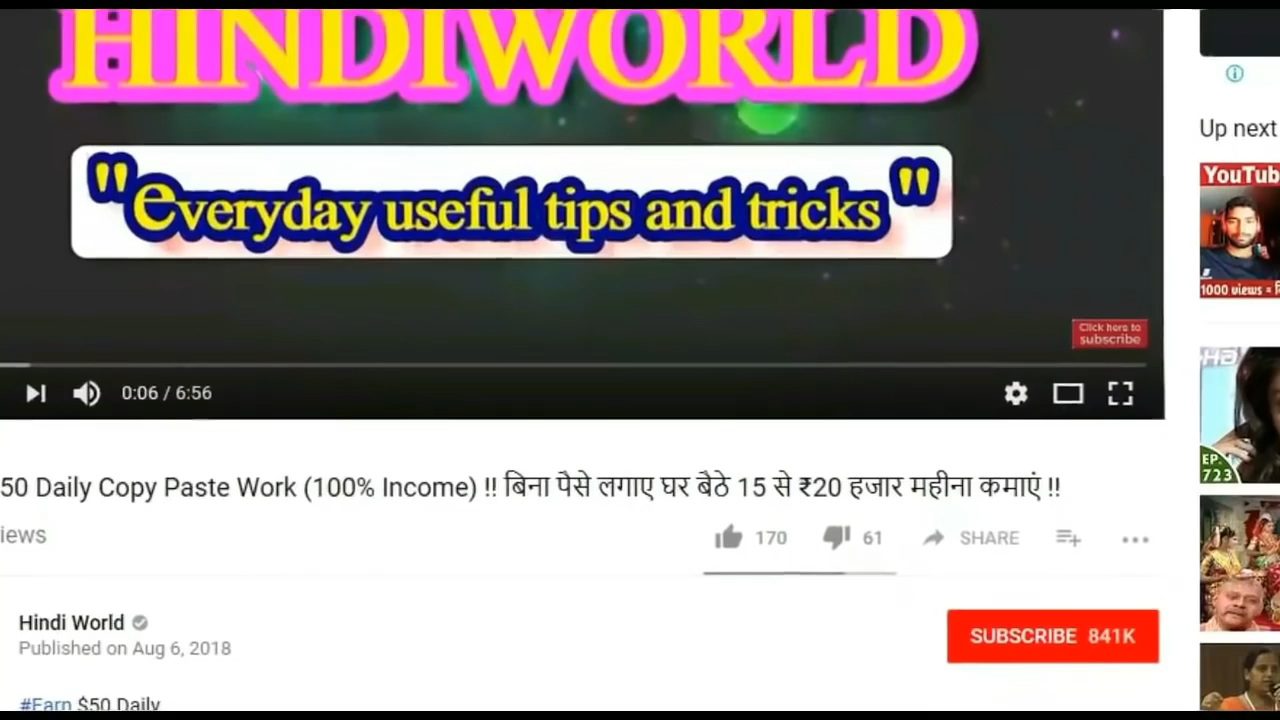 HINDIWORLD
"everyday useful tips and tricks"
Click here to
subscribe
0:06 / 6:56
50 Daily Copy Paste Work (100% Income) !! बिना पैसे लगाए घर बैठे 15 से ₹20 हजार महीना कमाएं !!
iews
170
61
SHARE
Hindi World
Published on Aug 6, 2018
SUBSCRIBE 841K
#Earn $50 Daily
Up next
YouTub
1000 views =
HD
EP.
723